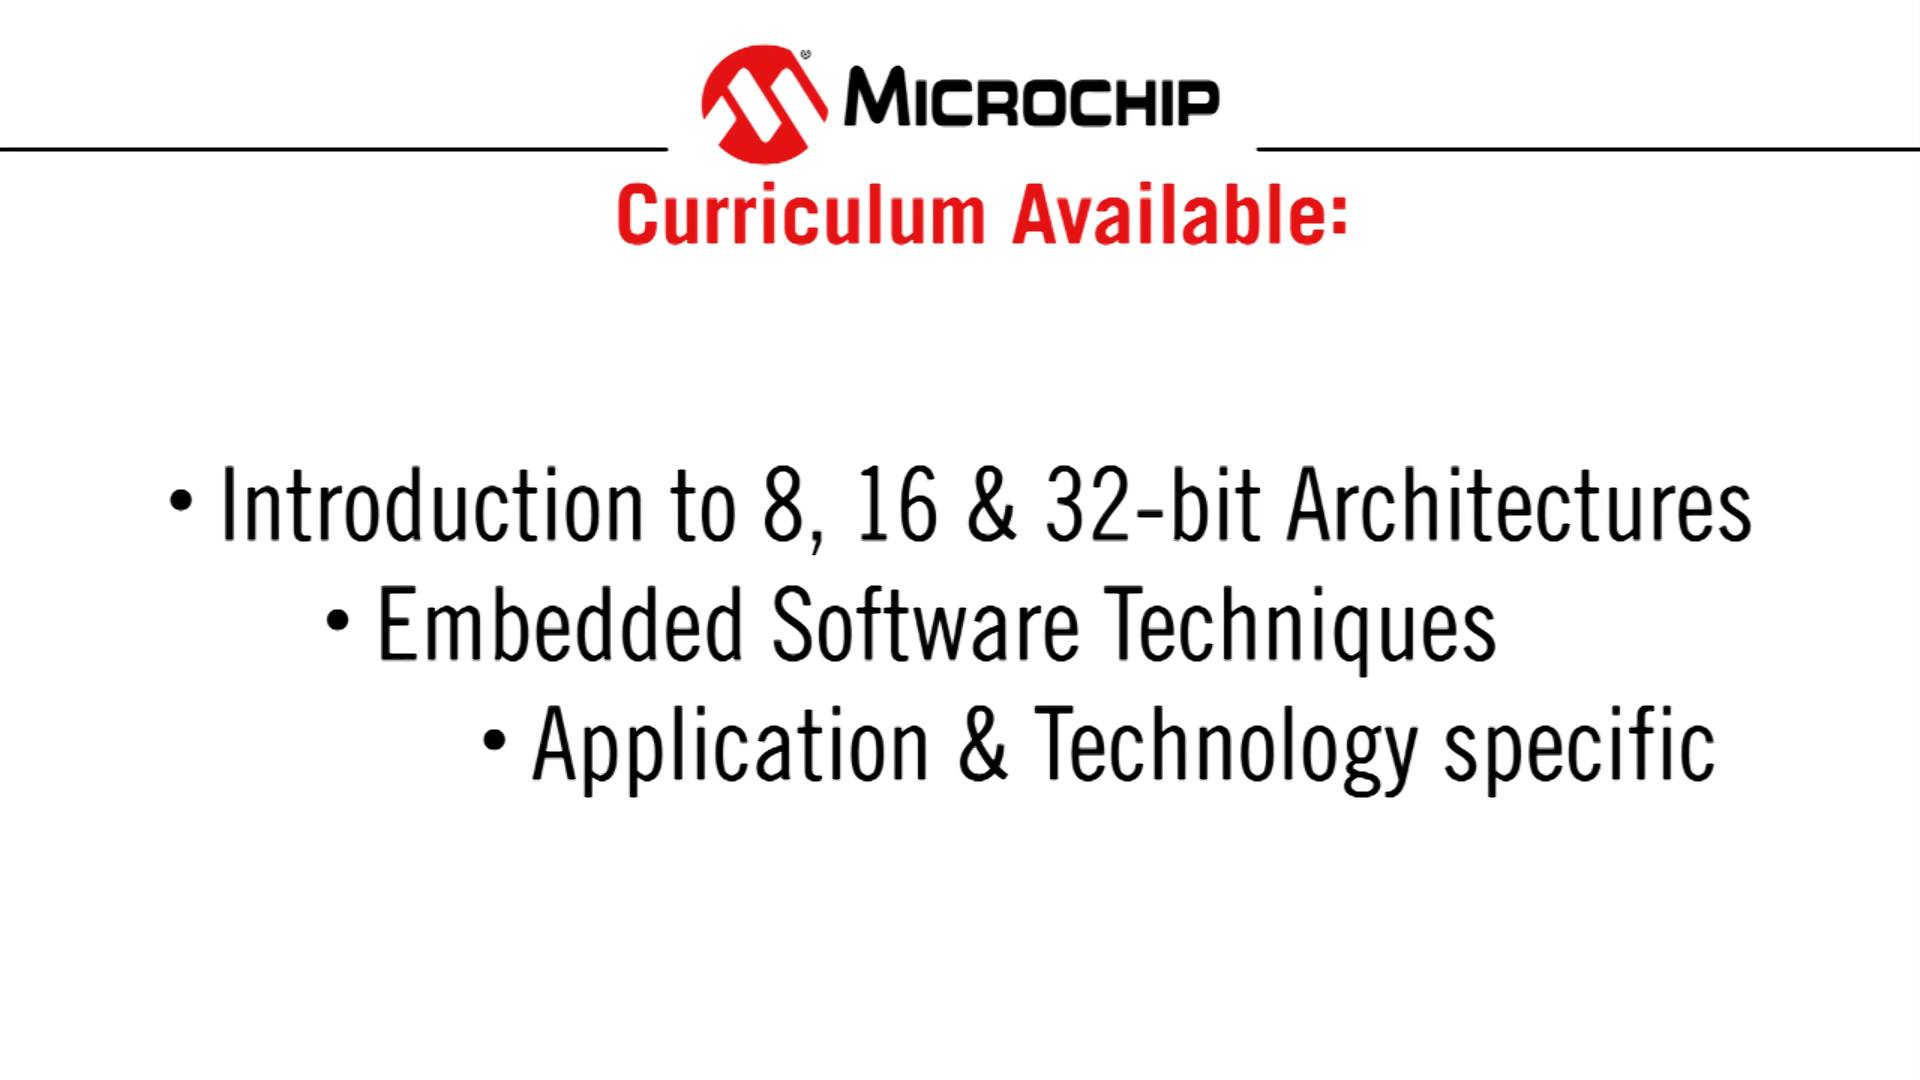 MICROCHIP
Curriculum Available:
• Introduction to 8, 16 & 32-bit Architectures
• Embedded Software Techniques
• Application & Technology specific